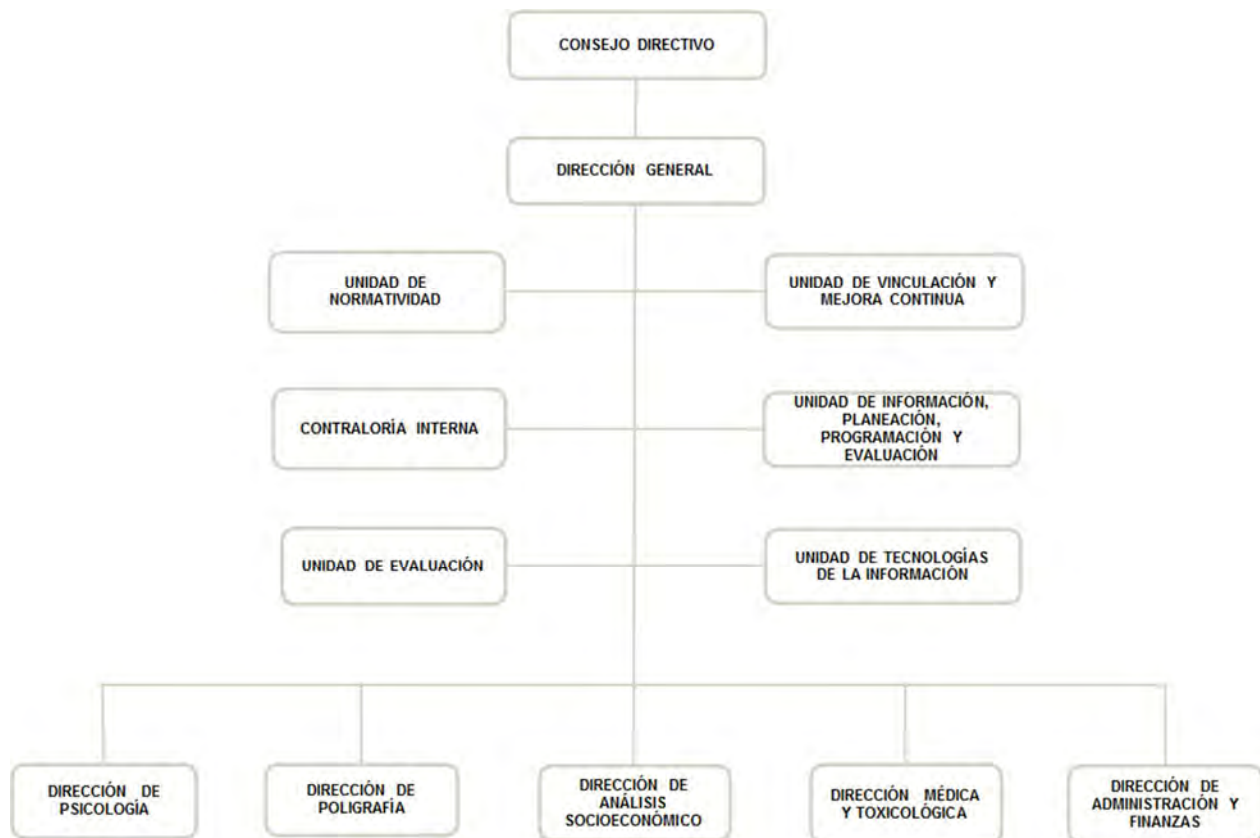 CONSEJO DIRECTIVO
DIRECCIÓN GENERAL
UNIDAD DE
NORMATIVIDAD
UNIDAD DE VINCULACIÓN Y
MEJORA CONTINUA
CONTRALORÍA INTERNA
UNIDAD DE INFORMACIÓN,
PLANEACIÓN,
PROGRAMACIÓN Y
EVALUACIÓN
UNIDAD DE EVALUACIÓN
UNIDAD DE TECNOLOGÍAS
DE LA INFORMACIÓN
DIRECCIÓN DE
PSICOLOGÍA
DIRECCIÓN DE
POLIGRAFÍA
DIRECCIÓN DE
ANÁLISIS
SOCIOECONÓMICO
DIRECCIÓN MÉDICA
Y TOXICOLÓGICA
DIRECCIÓN DE
ADMINISTRACIÓN Y
FINANZAS